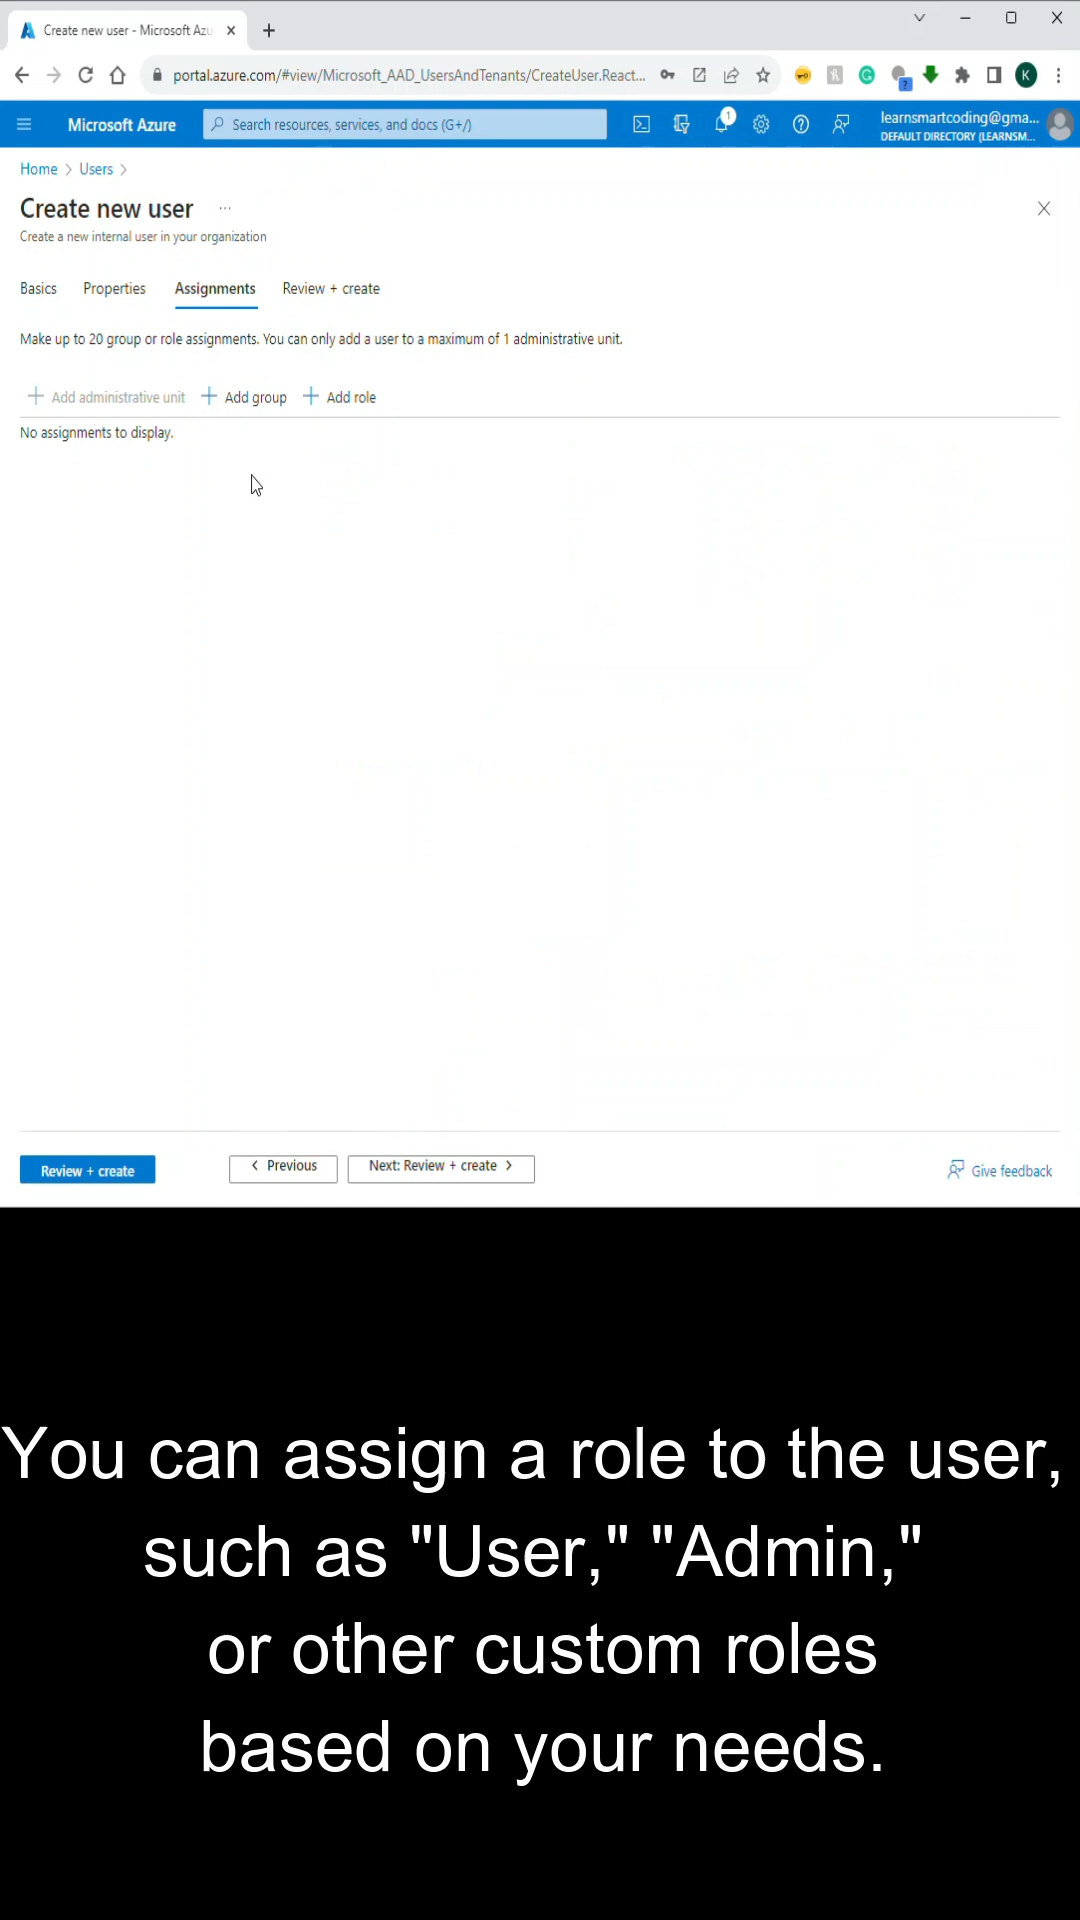 Create new user - Microsoft Azu
portal.azure.com/#view/Microsoft_AAD_UsersAndTenants/CreateUser.React...
K
Microsoft Azure
Search resources, services, and docs (G+/)
1
learnsmartcoding@gma...
DEFAULT DIRECTORY (LEARNSM...
Home > Users >
Create new user ...
Create a new internal user in your organization
Basics Properties Assignments Review + create
Make up to 20 group or role assignments. You can only add a user to a maximum of 1 administrative unit.
+ Add administrative unit + Add group + Add role
No assignments to display.
Review + create < Previous Next: Review + create > Give feedback
You can assign a role to the user,
such as "User," "Admin,"
or other custom roles
based on your needs.